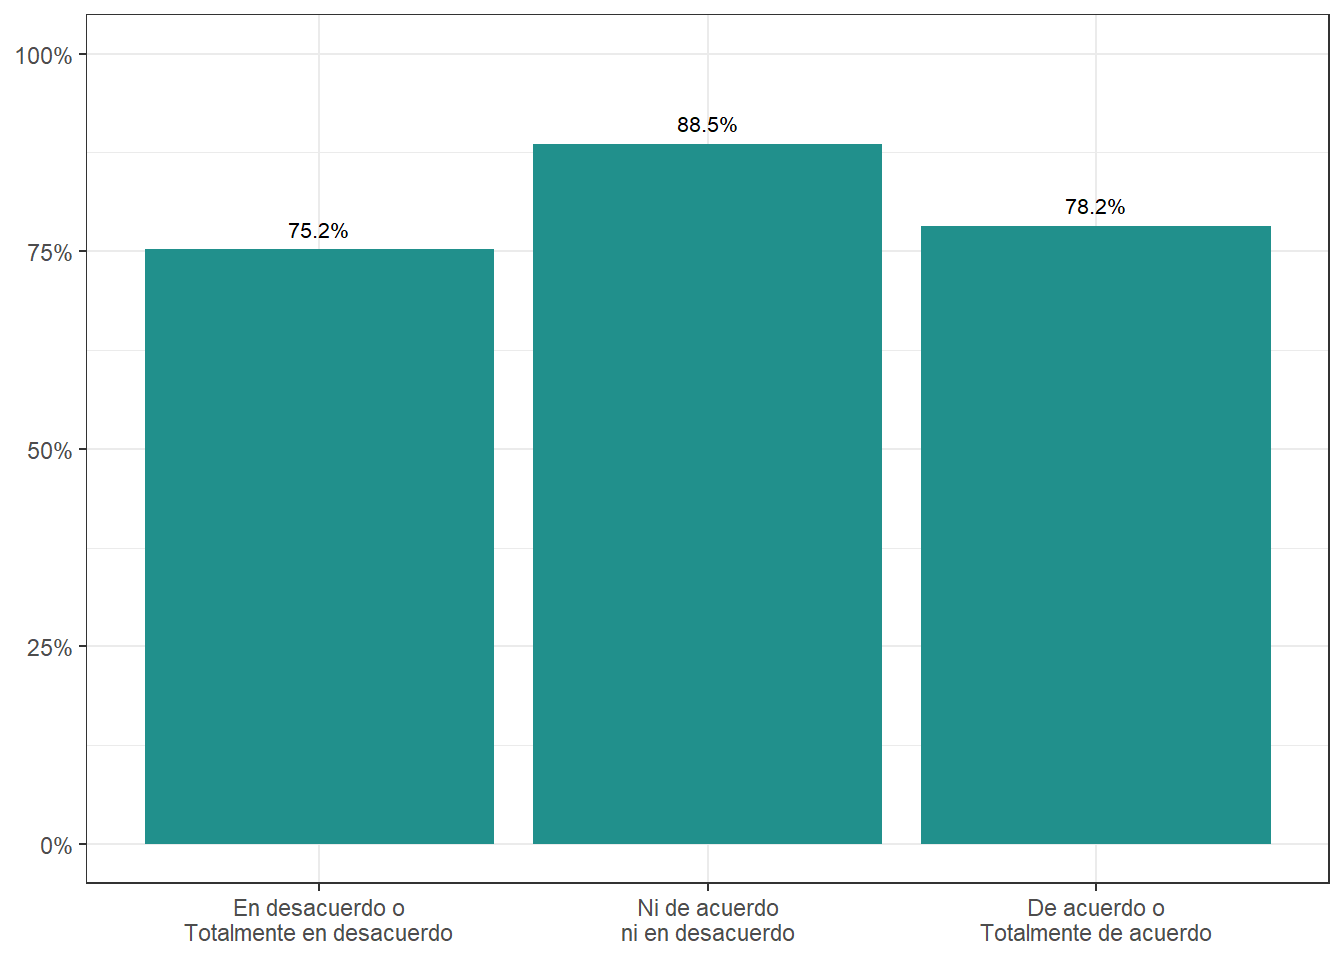 100%
75%
50%
25%
0%
75.2%
88.5%
78.2%
En desacuerdo o
Totalmente en desacuerdo
Ni de acuerdo
ni en desacuerdo
De acuerdo o
Totalmente de acuerdo